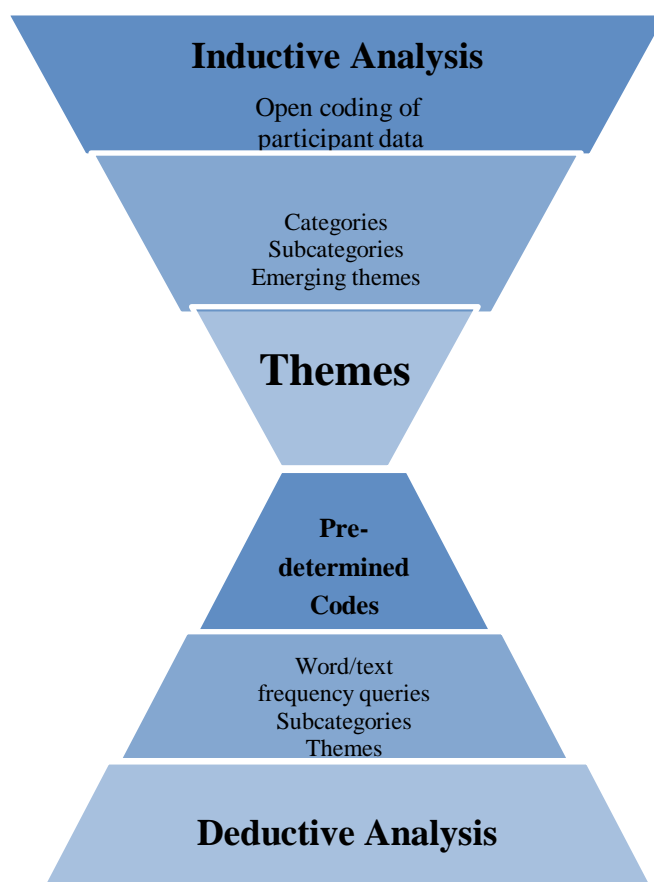 Inductive Analysis
Open coding of
participant data
Categories
Subcategories
Emerging themes
Themes
Pre-
determined
Codes
Word/text
frequency queries
Subcategories
Themes
Deductive Analysis